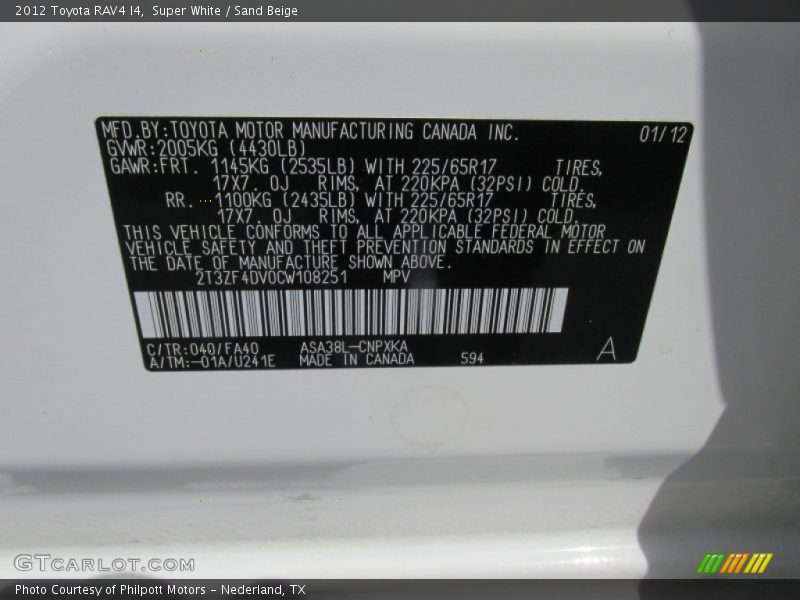 2012 Toyota RAV4 I4, Super White / Sand Beige
MFD.BY:TOYOTA MOTOR MANUFACTURING CANADA INC. 01/12
GVWR:2005KG (4430LB)
GAWR:FRT. 1145KG (2535LB) WITH 225/65R17 TIRES,
17X7.0J RIMS, AT 220KPA (32PSI) COLD.
RR. 1100KG (2435LB) WITH 225/65R17 TIRES,
17X7.0J RIMS, AT 220KPA (32PSI) COLD.
THIS VEHICLE CONFORMS TO ALL APPLICABLE FEDERAL MOTOR
VEHICLE SAFETY AND THEFT PREVENTION STANDARDS IN EFFECT ON
THE DATE OF MANUFACTURE SHOWN ABOVE.
2T3ZF4DV0CW108251 MPV
C/TR:040/FA40 ASA38L-CNPXKA
A/TM:-01A/U241E MADE IN CANADA 594 A
GTCARLOT.COM
Photo Courtesy of Philpott Motors - Nederland, TX